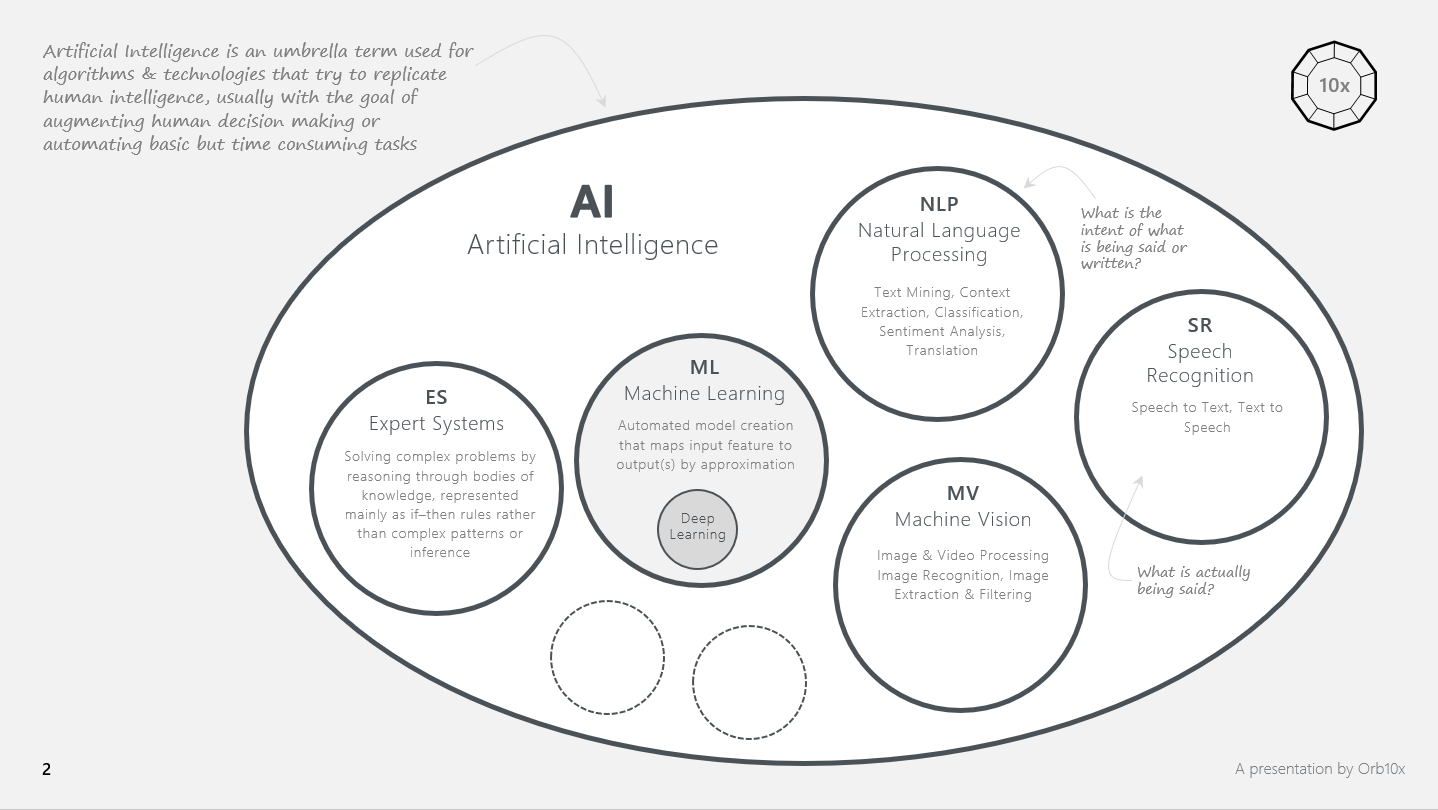 Artificial Intelligence is an umbrella term used for
algorithms & technologies that try to replicate
human intelligence, usually with the goal of
augmenting human decision making or
automating basic but time consuming tasks
10x
AI
Artificial Intelligence
NLP
Natural Language
Processing
Text Mining, Context
Extraction, Classification,
Sentiment Analysis,
Translation
What is the
intent of what
is being said or
written?
SR
Speech
Recognition
Speech to Text, Text to
Speech
What is actually
being said?
ML
Machine Learning
Automated model creation
that maps input feature to
output(s) by approximation
Deep
Learning
ES
Expert Systems
Solving complex problems by
reasoning through bodies of
knowledge, represented
mainly as if–then rules rather
than complex patterns or
inference
MV
Machine Vision
Image & Video Processing
Image Recognition, Image
Extraction & Filtering
2
A presentation by Orb10x